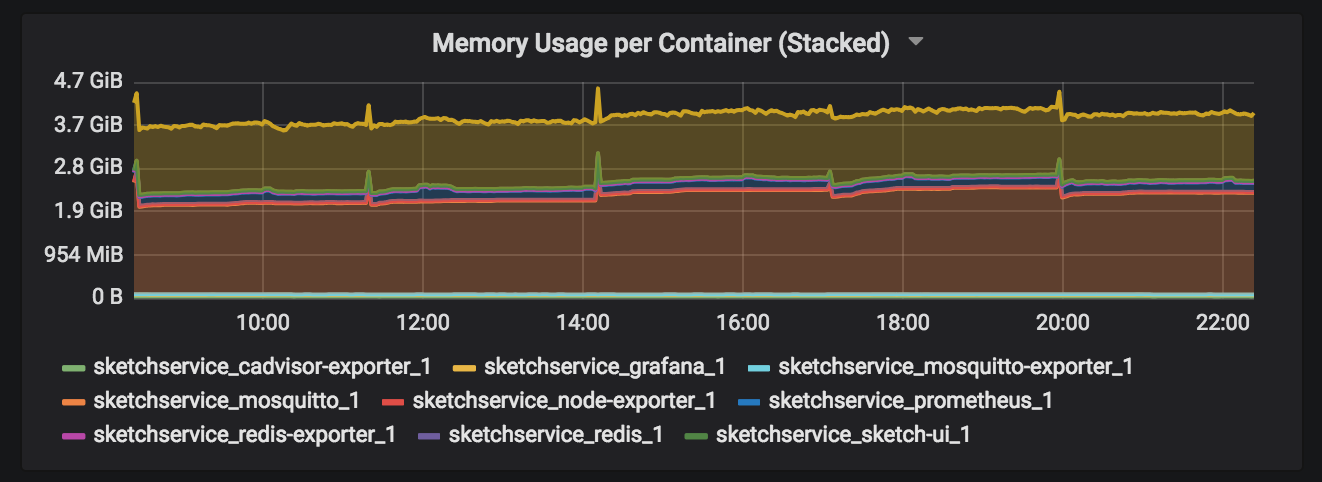 Memory Usage per Container (Stacked)
4.7 GiB
3.7 GiB
2.8 GiB
1.9 GiB
954 MiB
0 B
10:00 12:00 14:00 16:00 18:00 20:00 22:00
sketchservice_cadvisor-exporter_1 sketchservice_grafana_1 sketchservice_mosquitto-exporter_1
sketchservice_mosquitto_1 sketchservice_node-exporter_1 sketchservice_prometheus_1
sketchservice_redis-exporter_1 sketchservice_redis_1 sketchservice_sketch-ui_1